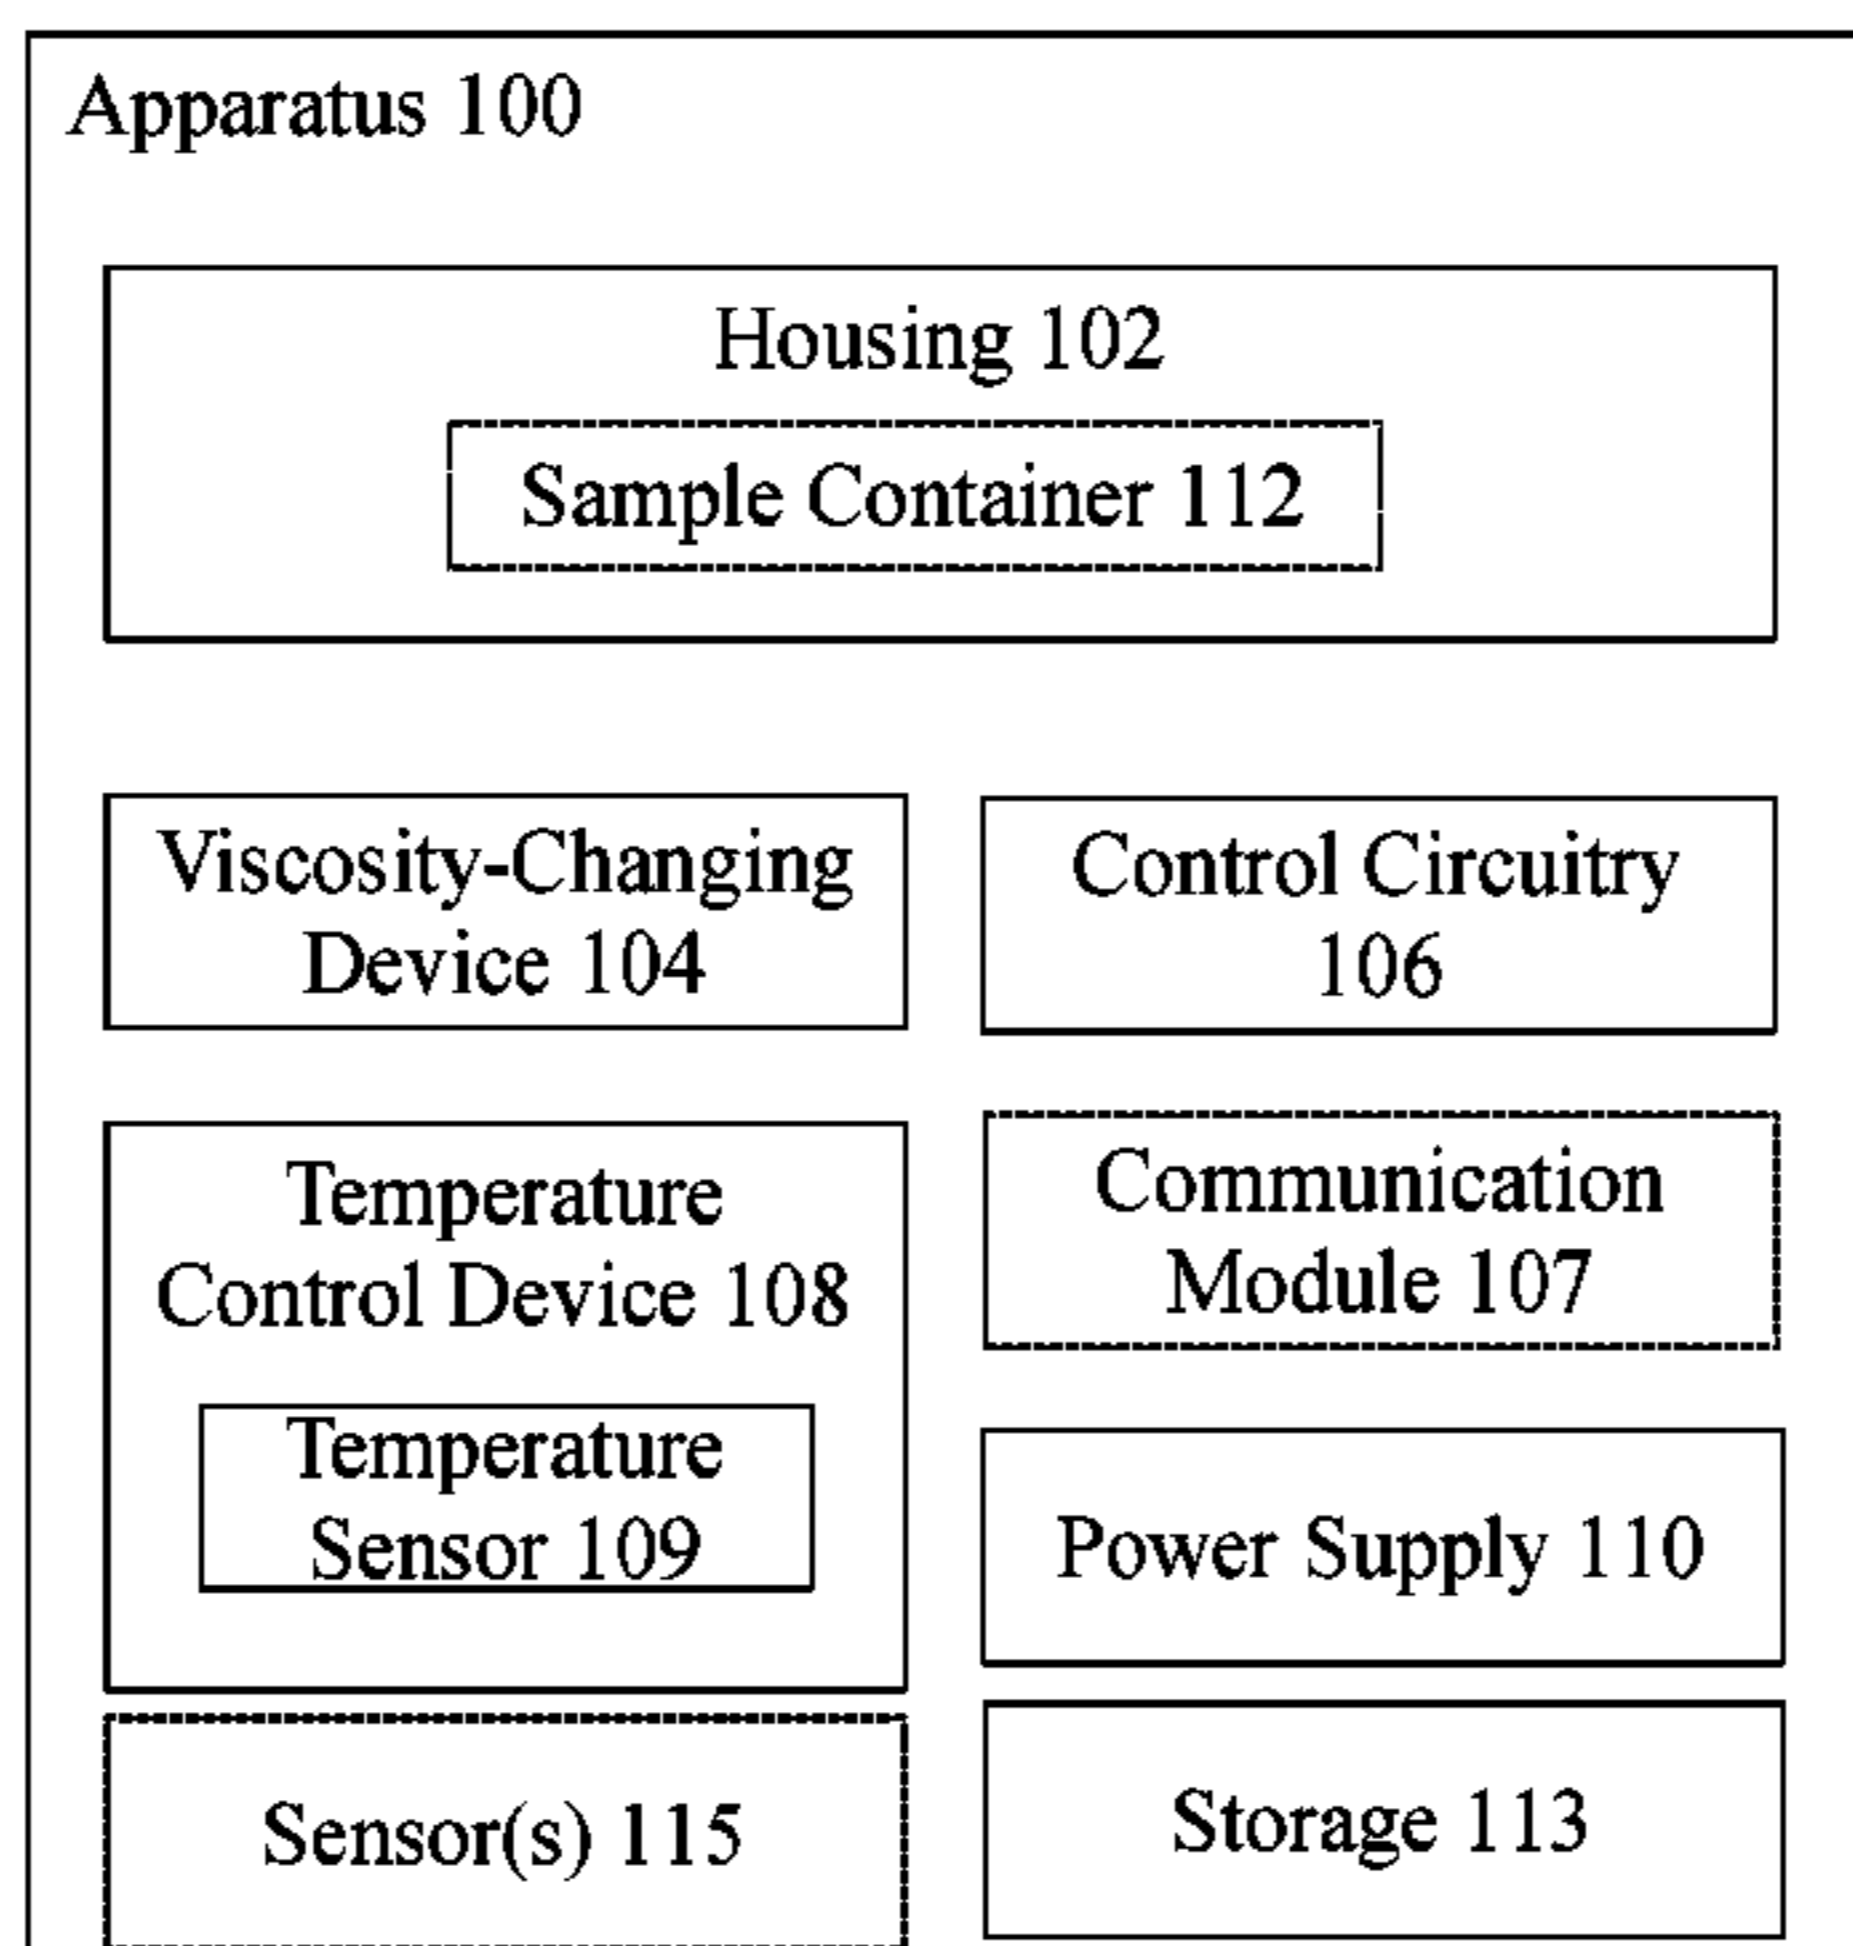 Apparatus 100
Housing 102
Sample Container 112
Viscosity-Changing
Device 104
Control Circuitry
106
Temperature
Control Device 108
Temperature
Sensor 109
Communication
Module 107
Power Supply 110
Sensor(s) 115
Storage 113